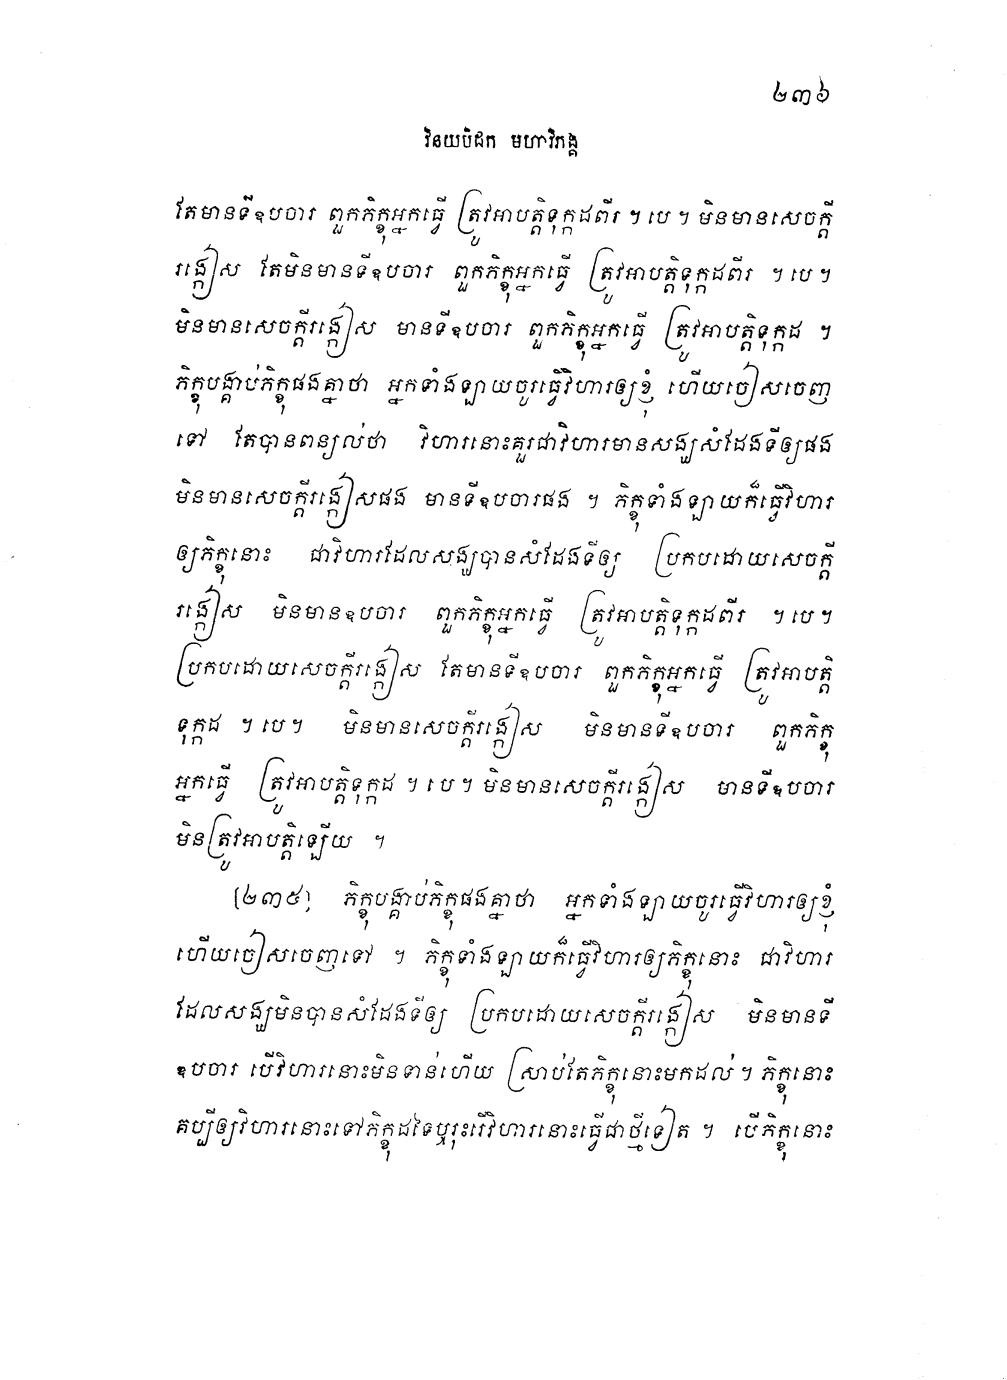 ២៣៦
វិនយបិដក មហាវិភង្គ
តែមានទីឧបចារ ពួកភិក្ខុអ្នកធ្វើ ត្រូវអាបត្តិទុក្កដពីរ ។ បេ ។ មិនមានសេចក្តី
រង្កៀស តែមិនមានទីឧបចារ ពួកភិក្ខុអ្នកធ្វើ ត្រូវអាបត្តិទុក្កដពីរ ។ បេ ។
មិនមានសេចក្តីរង្កៀស មានទីឧបចារ ពួកភិក្ខុអ្នកធ្វើ ត្រូវអាបត្តិទុក្កដ ។
ភិក្ខុបង្គាប់ភិក្ខុផងគ្នាថា អ្នកទាំងឡាយចូរធ្វើវិហារឲ្យខ្ញុំ ហើយចៀសចេញ
ទៅ តែបានពន្យល់ថា វិហារនោះគួរជាវិហារមានសង្ឃសំដែងទីឲ្យផង
មិនមានសេចក្តីរង្កៀសផង មានទីឧបចារផង ។ ភិក្ខុទាំងឡាយក៏ធ្វើវិហារ
ឲ្យភិក្ខុនោះ ជាវិហារដែលសង្ឃបានសំដែងទីឲ្យ ប្រកបដោយសេចក្តី
រង្កៀស មិនមានឧបចារ ពួកភិក្ខុអ្នកធ្វើ ត្រូវអាបត្តិទុក្កដពីរ ។ បេ ។
ប្រកបដោយសេចក្តីរង្កៀស តែមានទីឧបចារ ពួកភិក្ខុអ្នកធ្វើ ត្រូវអាបត្តិ
ទុក្កដ ។ បេ ។ មិនមានសេចក្តីរង្កៀស មិនមានទីឧបចារ ពួកភិក្ខុ
អ្នកធ្វើ ត្រូវអាបត្តិទុក្កដ ។ បេ ។ មិនមានសេចក្តីរង្កៀស មានទីឧបចារ
មិនត្រូវអាបត្តិឡើយ ។
[២៣៥] ភិក្ខុបង្គាប់ភិក្ខុផងគ្នាថា អ្នកទាំងឡាយចូរធ្វើវិហារឲ្យខ្ញុំ
ហើយចៀសចេញទៅ ។ ភិក្ខុទាំងឡាយក៏ធ្វើវិហារឲ្យភិក្ខុនោះ ជាវិហារ
ដែលសង្ឃមិនបានសំដែងទីឲ្យ ប្រកបដោយសេចក្តីរង្កៀស មិនមានទី
ឧបចារ បើវិហារនោះមិនទាន់ហើយ ស្រាប់តែភិក្ខុនោះមកដល់ ។ ភិក្ខុនោះ
គប្បីឲ្យវិហារនោះទៅភិក្ខុដទៃឬរុះរើវិហារនោះធ្វើជាថ្មីទៀត ។ បើភិក្ខុនោះ